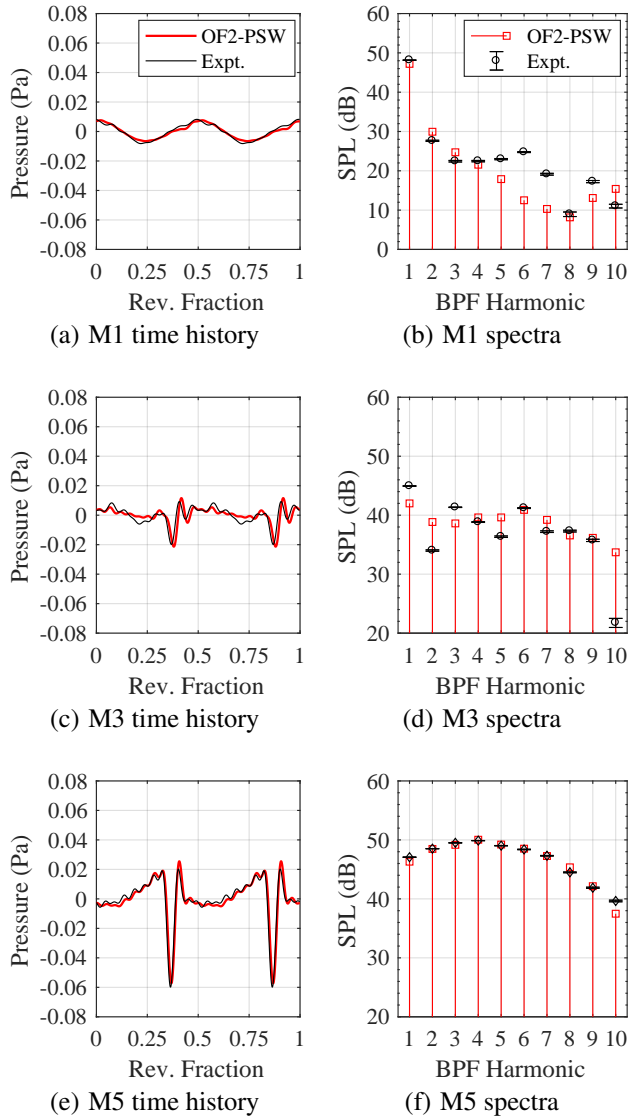 0.08
0.06
0.04
0.02
0
-0.02
-0.04
-0.06
-0.08
Pressure (Pa)
OF2-PSW
Expt.
0 0.25 0.5 0.75 1
Rev. Fraction
(a) M1 time history
60
50
40
30
20
10
0
SPL (dB)
OF2-PSW
Expt.
1 2 3 4 5 6 7 8 9 10
BPF Harmonic
(b) M1 spectra
0.08
0.06
0.04
0.02
0
-0.02
-0.04
-0.06
-0.08
Pressure (Pa)
0 0.25 0.5 0.75 1
Rev. Fraction
(c) M3 time history
60
50
40
30
20
SPL (dB)
1 2 3 4 5 6 7 8 9 10
BPF Harmonic
(d) M3 spectra
0.08
0.06
0.04
0.02
0
-0.02
-0.04
-0.06
-0.08
Pressure (Pa)
0 0.25 0.5 0.75 1
Rev. Fraction
(e) M5 time history
60
50
40
30
20
SPL (dB)
1 2 3 4 5 6 7 8 9 10
BPF Harmonic
(f) M5 spectra